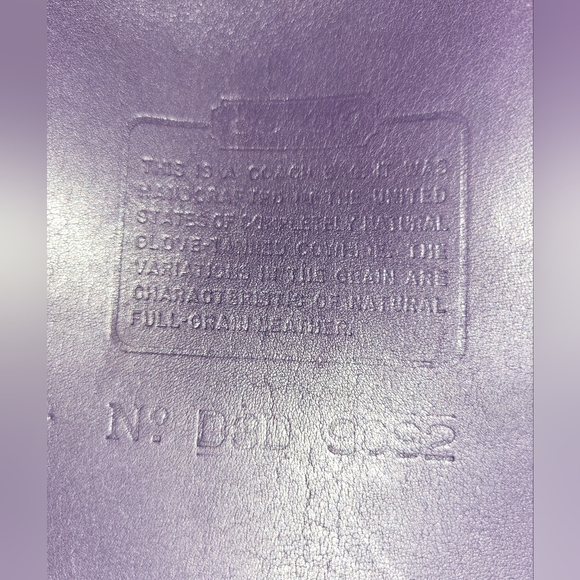 THIS IS A COACH BAG. IT WAS
HANDCRAFTED IN THE UNITED
STATES OF COMPLETELY NATURAL
GLOVE-TANNED COWHIDE. THE
VARIATIONS IN THE GRAIN ARE
CHARACTERISTIC OF NATURAL
FULL-GRAIN LEATHER.
Nº D8D